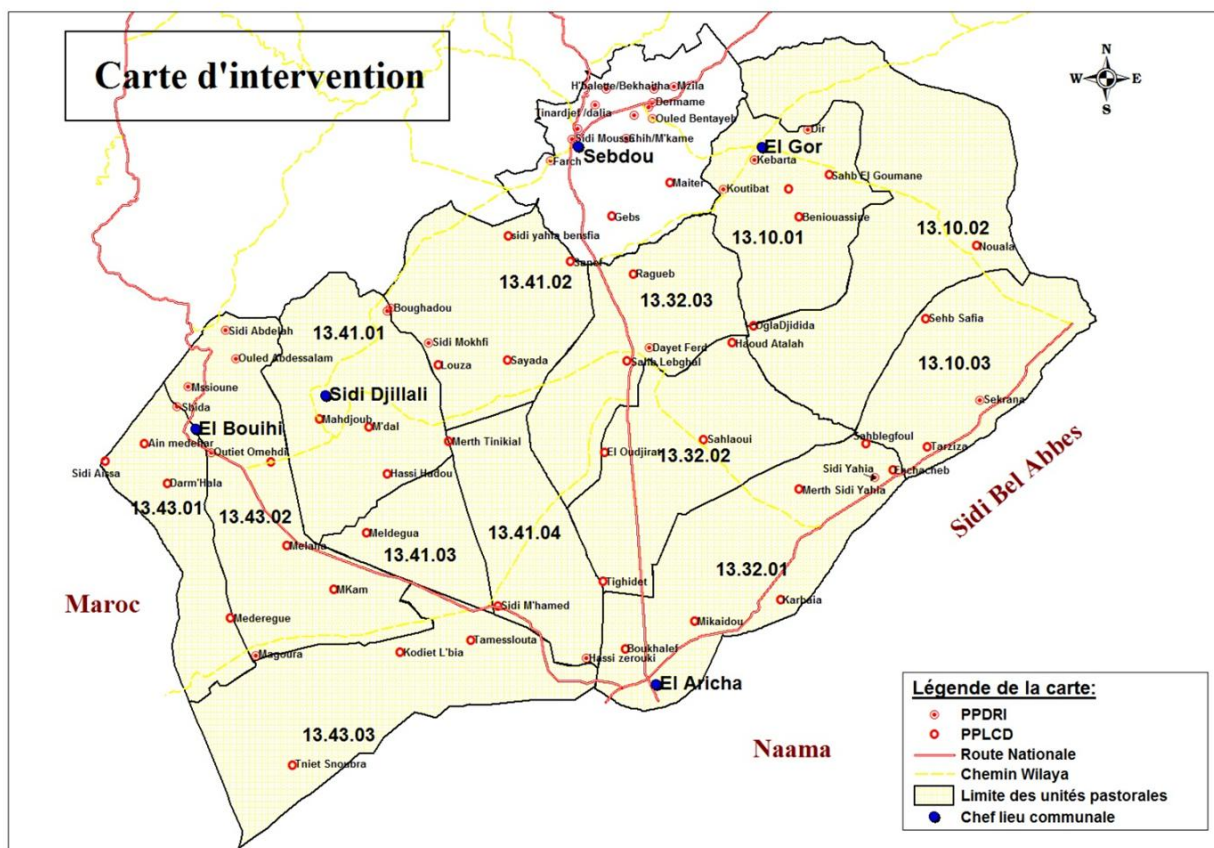 Carte d'intervention
N
W E
S
H'balette/Bekhaitha Mzila
Dermame
Tinardjef /dalia
Ouled Bentayeb
Sidi Moussa
Chih/M'kame
Sebdou
Farch
Dir
El Gor
Kebarta
Sahb El Goumane
Maiter
Koutibat
Gebs
Beniouassine
13.10.01
13.10.02
Nouala
sidi yahia bensfia
Sanof
13.41.02
Ragueb
13.32.03
Boughadou
Sidi Abdelah
13.41.01
OglaDjidida
Sehb Safia
Sidi Mokhfi
Haoud Atalah
Dayet Ferd
Ouled Abdessalam
Louza
Sayada
Sahb Lebghal
13.10.03
Mssioune
Sidi Djillali
Sekrana
Shida
Mahdjoub
M'dal
El Bouihi
Ain medehar
Merth Tinikial
Sahlaoui
Sahblegfoul
Tarziza
Outiet Omehdi
El Oudjirat
13.32.02
Sidi Aissa
Hassi Hadou
Sidi Yahia
Enchacheb
Darm'Hala
Merth Sidi Yahia
Sidi Bel Abbes
13.43.01
13.43.02
Meldegua
13.41.04
Melaha
13.41.03
13.32.01
Tighidet
MKam
Maroc
Sidi M'hamed
Karbaia
Mederegue
Mikaidou
Tamesslouta
Magoura
Kodiet L'bia
Hassi zerouki
Boukhalef
El Aricha
13.43.03
Naama
Tniet Snoubra
Légende de la carte:
PPDRI
PPLCD
Route Nationale
Chemin Wilaya
Limite des unités pastorales
Chef lieu communale